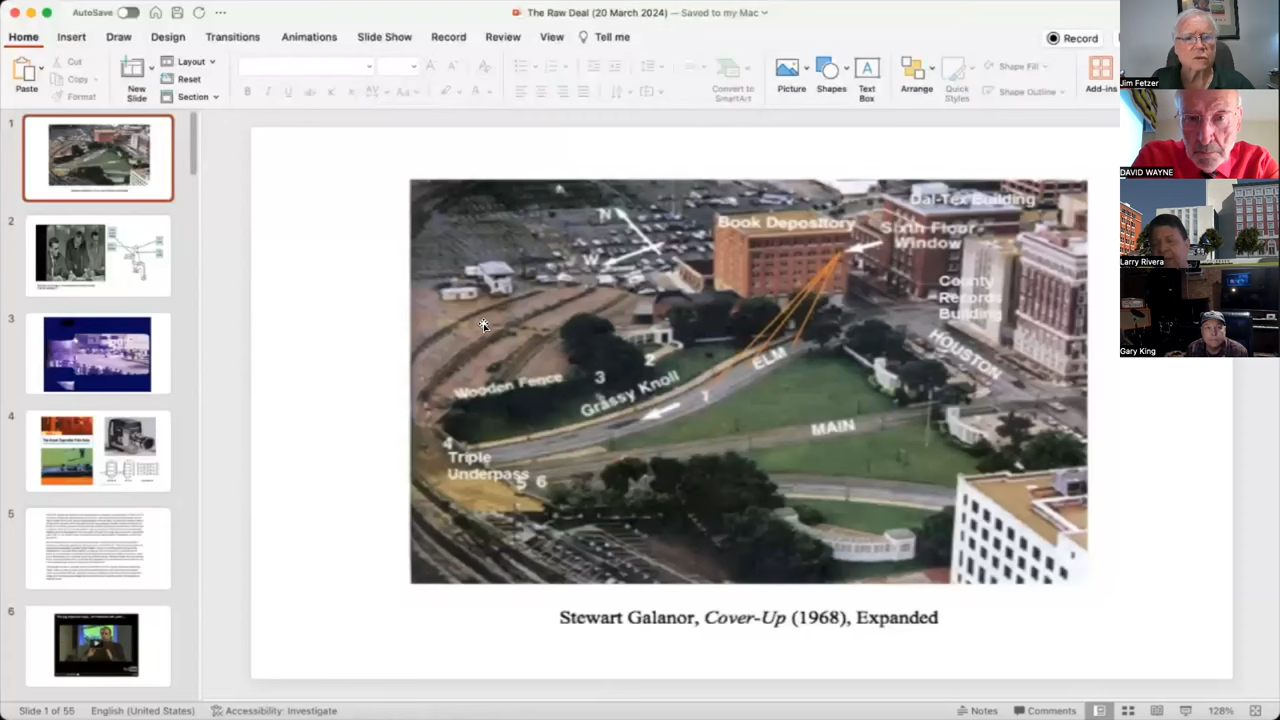 AutoSave
The Raw Deal (20 March 2024) — Saved to my Mac
Home Insert Draw Design Transitions Animations Slide Show Record Review View Tell me
Record
Paste
Cut
Copy
Format
New
Slide
Layout
Reset
Section
Convert to
SmartArt
Picture
Shapes
Text
Box
Arrange
Quick
Styles
Shape Fill
Shape Outline
Add-ins
Jim Fetzer
DAVID WAYNE
Larry Rivera
Gary King
1
2
3
4
5
6
N
W
Book Depository
Dal-Tex Building
Sixth Floor
Window
County
Records
Building
HOUSTON
ELM
MAIN
Wooden Fence
Grassy Knoll
1
2
3
4
Triple
Underpass
5 6
Stewart Galanor, Cover-Up (1968), Expanded
Slide 1 of 55
English (United States)
Accessibility: Investigate
Notes
Comments
128%